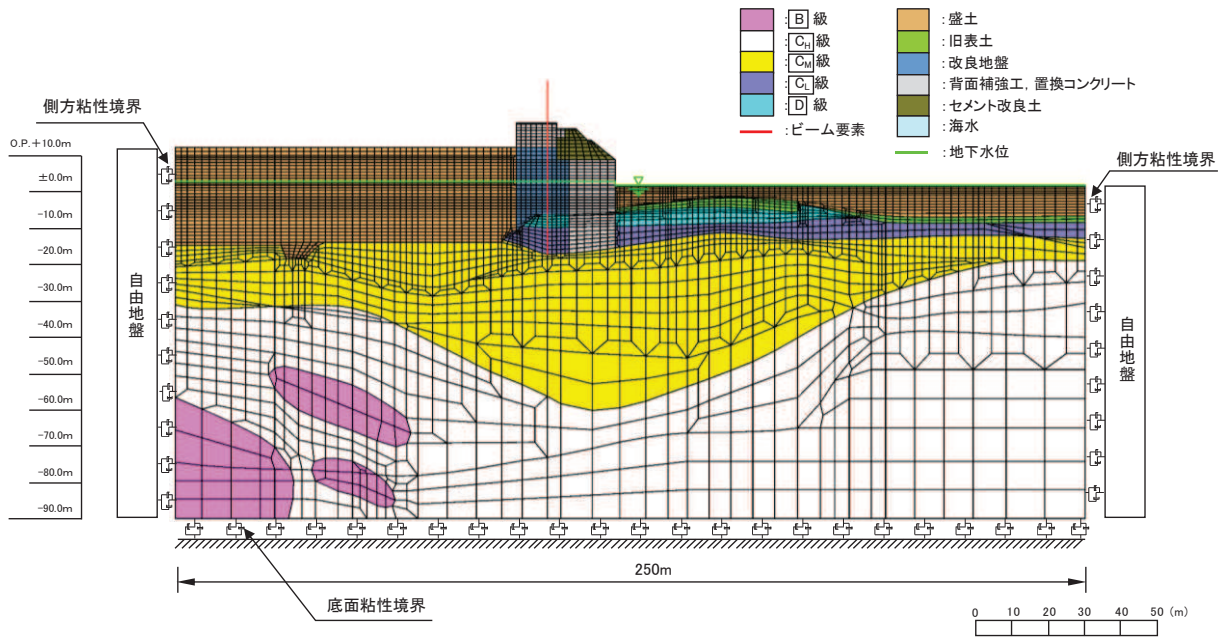 :B 級
:CH級
:CM級
:CL級
:D 級
:ビーム要素
:盛土
:旧表土
:改良地盤
:背面補強工,置換コンクリート
:セメント改良土
:海水
:地下水位
側方粘性境界
側方粘性境界
O.P.+10.0m
±0.0m
-10.0m
-20.0m
-30.0m
-40.0m
-50.0m
-60.0m
-70.0m
-80.0m
-90.0m
自由地盤
自由地盤
250m
底面粘性境界
0 10 20 30 40 50 (m)